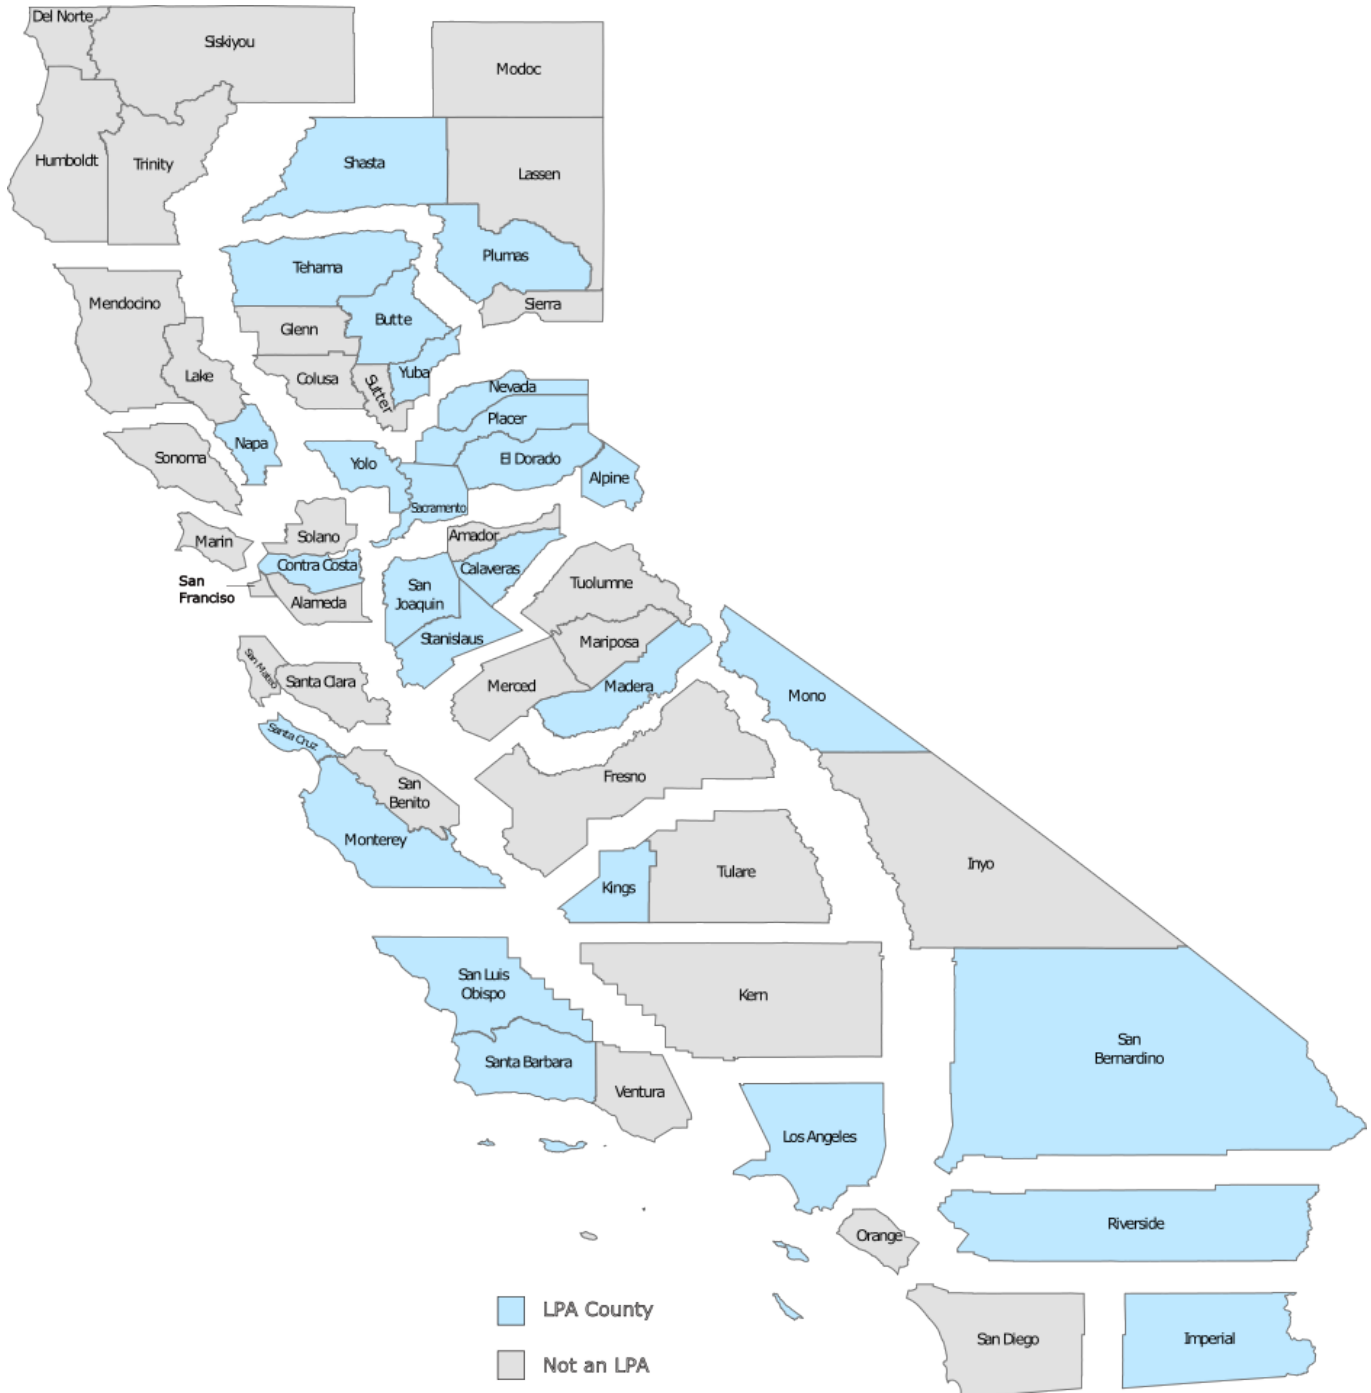 Del Norte
Siskiyou
Modoc
Humboldt
Trinity
Shasta
Lassen
Plumas
Tehama
Mendocino
Sierra
Glenn
Butte
Lake
Colusa
Sutter
Yuba
Nevada
Placer
Napa
Sonoma
Yolo
El Dorado
Alpine
Sacramento
Marin
Solano
Amador
Contra Costa
Calaveras
San
Franciso
Alameda
San
Joaquin
Tuolumne
Stanislaus
Mariposa
San Mateo
Santa Clara
Merced
Madera
Mono
Santa Cruz
San
Benito
Fresno
Monterey
Kings
Tulare
Inyo
San Luis
Obispo
Kern
San
Bernardino
Santa Barbara
Ventura
Los Angeles
Riverside
Orange
San Diego
Imperial
LPA County
Not an LPA